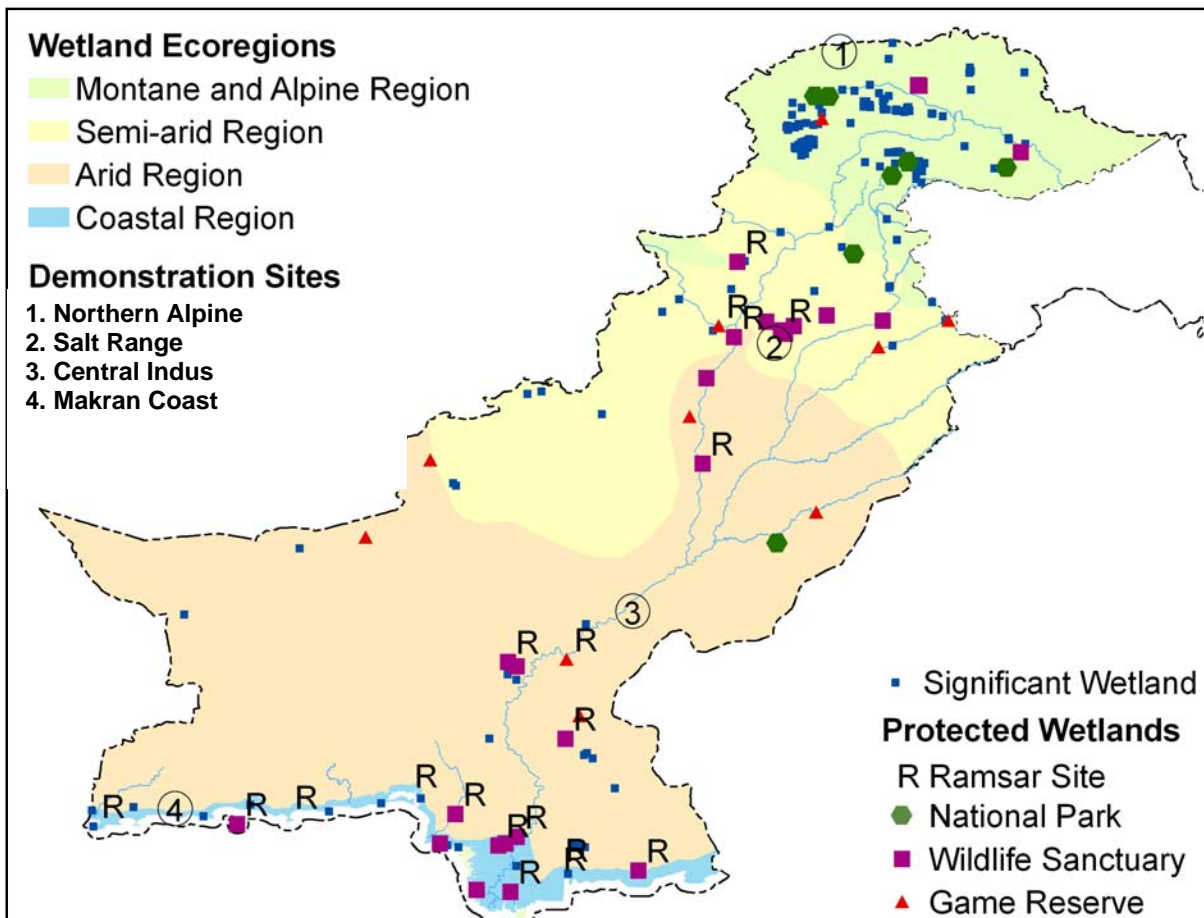 Wetland Ecoregions
Montane and Alpine Region
Semi-arid Region
Arid Region
Coastal Region
Demonstration Sites
1. Northern Alpine
2. Salt Range
3. Central Indus
4. Makran Coast
1
R
R
R
R
2
R
3
R
R
R
R
R
R
R
R
4
R
R
R
R
R
R
R
Significant Wetland
Protected Wetlands
R Ramsar Site
National Park
Wildlife Sanctuary
Game Reserve